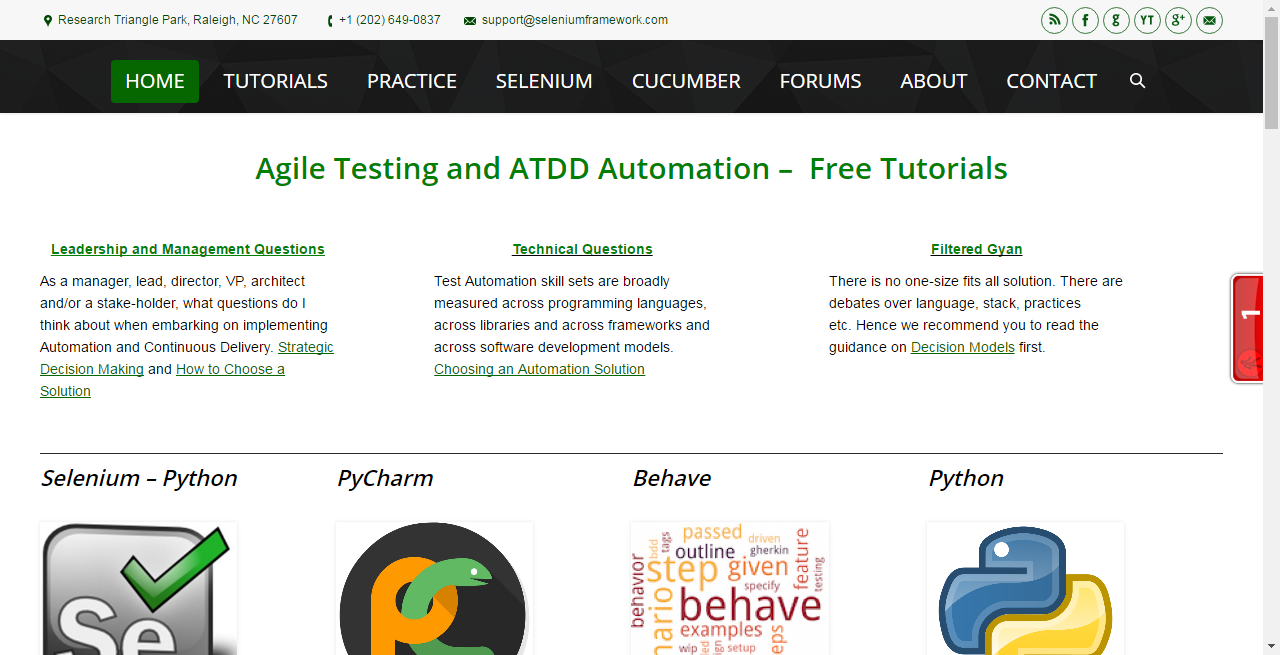 Research Triangle Park, Raleigh, NC 27607 +1 (202) 649-0837 support@seleniumframework.com
YT g+
HOME TUTORIALS PRACTICE SELENIUM CUCUMBER FORUMS ABOUT CONTACT
Agile Testing and ATDD Automation – Free Tutorials
Leadership and Management Questions
As a manager, lead, director, VP, architect
and/or a stake-holder, what questions do I
think about when embarking on implementing
Automation and Continuous Delivery. Strategic
Decision Making and How to Choose a
Solution
Technical Questions
Test Automation skill sets are broadly
measured across programming languages,
across libraries and across frameworks and
across software development models.
Choosing an Automation Solution
Filtered Gyan
There is no one-size fits all solution. There are
debates over language, stack, practices
etc. Hence we recommend you to read the
guidance on Decision Models first.
1
Selenium – Python
PyCharm
Behave
Python
Se
passed
driven
tags
bdd
outline
gherkin
feature
behavior
step
given
testing
specify
behave
examples
wip
setup